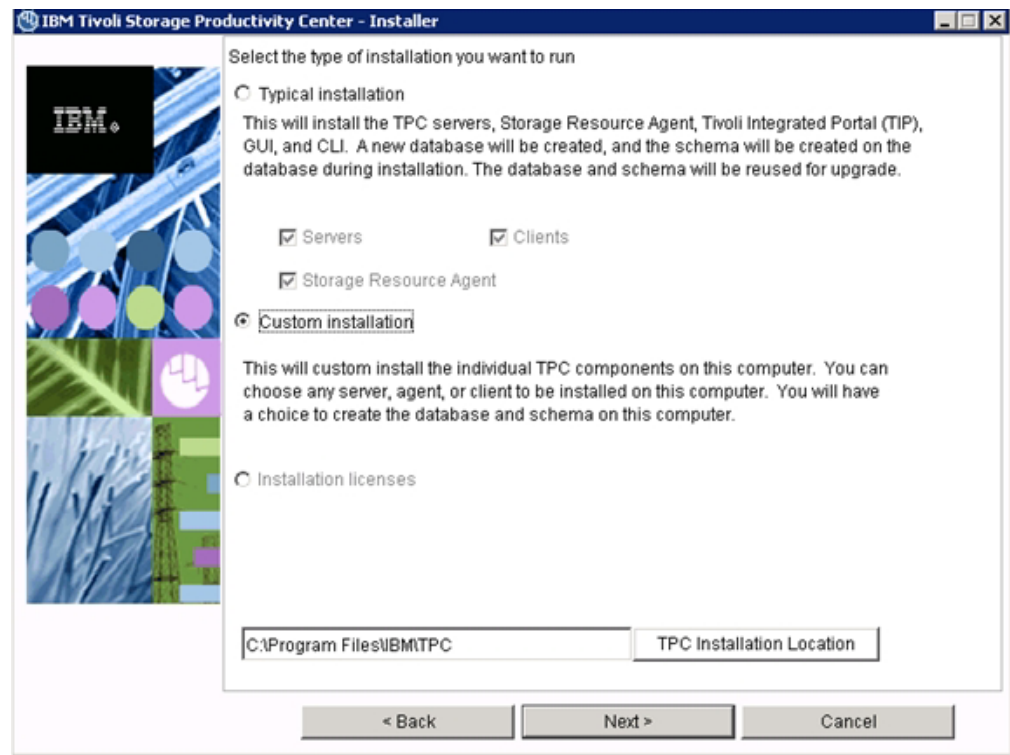 IBM Tivoli Storage Productivity Center - Installer
Select the type of installation you want to run
IBM.
Typical installation
This will install the TPC servers, Storage Resource Agent, Tivoli Integrated Portal (TIP),
GUI, and CLI. A new database will be created, and the schema will be created on the
database during installation. The database and schema will be reused for upgrade.
Servers
Clients
Storage Resource Agent
Custom installation
This will custom install the individual TPC components on this computer. You can
choose any server, agent, or client to be installed on this computer. You will have
a choice to create the database and schema on this computer.
Installation licenses
C:\Program Files\IBM\TPC
TPC Installation Location
< Back
Next >
Cancel